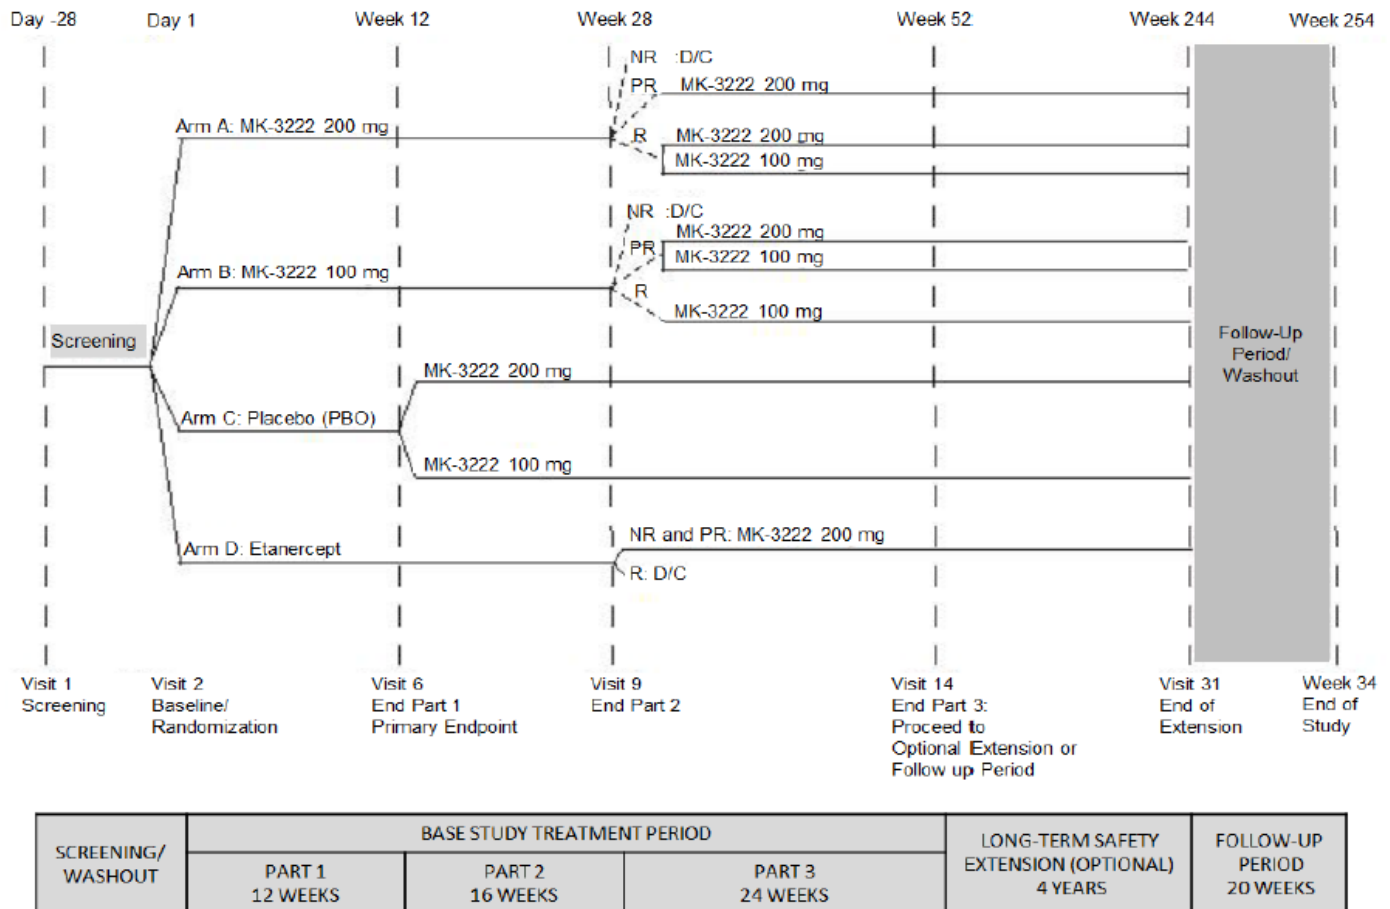 Day -28 Day 1 Week 12 Week 28 Week 52 Week 244 Week 254
NR :D/C
PR MK-3222 200 mg
Arm A: MK-3222 200 mg
R MK-3222 200 mg
MK-3222 100 mg
NR :D/C
MK-3222 200 mg
PR
MK-3222 100 mg
Arm B: MK-3222 100 mg
R
MK-3222 100 mg
Screening
Follow-Up
Period/
Washout
MK-3222 200 mg
Arm C: Placebo (PBO)
MK-3222 100 mg
NR and PR: MK-3222 200 mg
Arm D: Etanercept
R: D/C
Visit 1
Screening
Visit 2
Baseline/
Randomization
Visit 6
End Part 1
Primary Endpoint
Visit 9
End Part 2
Visit 14
End Part 3:
Proceed to
Optional Extension or
Follow up Period
Visit 31
End of
Extension
Week 34
End of
Study
SCREENING/
WASHOUT
BASE STUDY TREATMENT PERIOD
PART 1
12 WEEKS
PART 2
16 WEEKS
PART 3
24 WEEKS
LONG-TERM SAFETY
EXTENSION (OPTIONAL)
4 YEARS
FOLLOW-UP
PERIOD
20 WEEKS